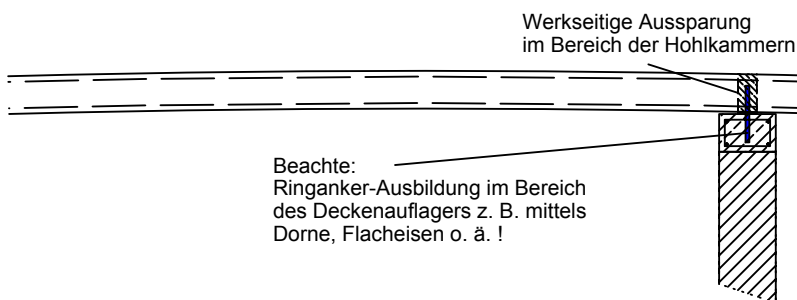 Werkseitige Aussparung
im Bereich der Hohlkammern
Beachte:
Ringanker-Ausbildung im Bereich
des Deckenauflagers z. B. mittels
Dorne, Flacheisen o. ä. !